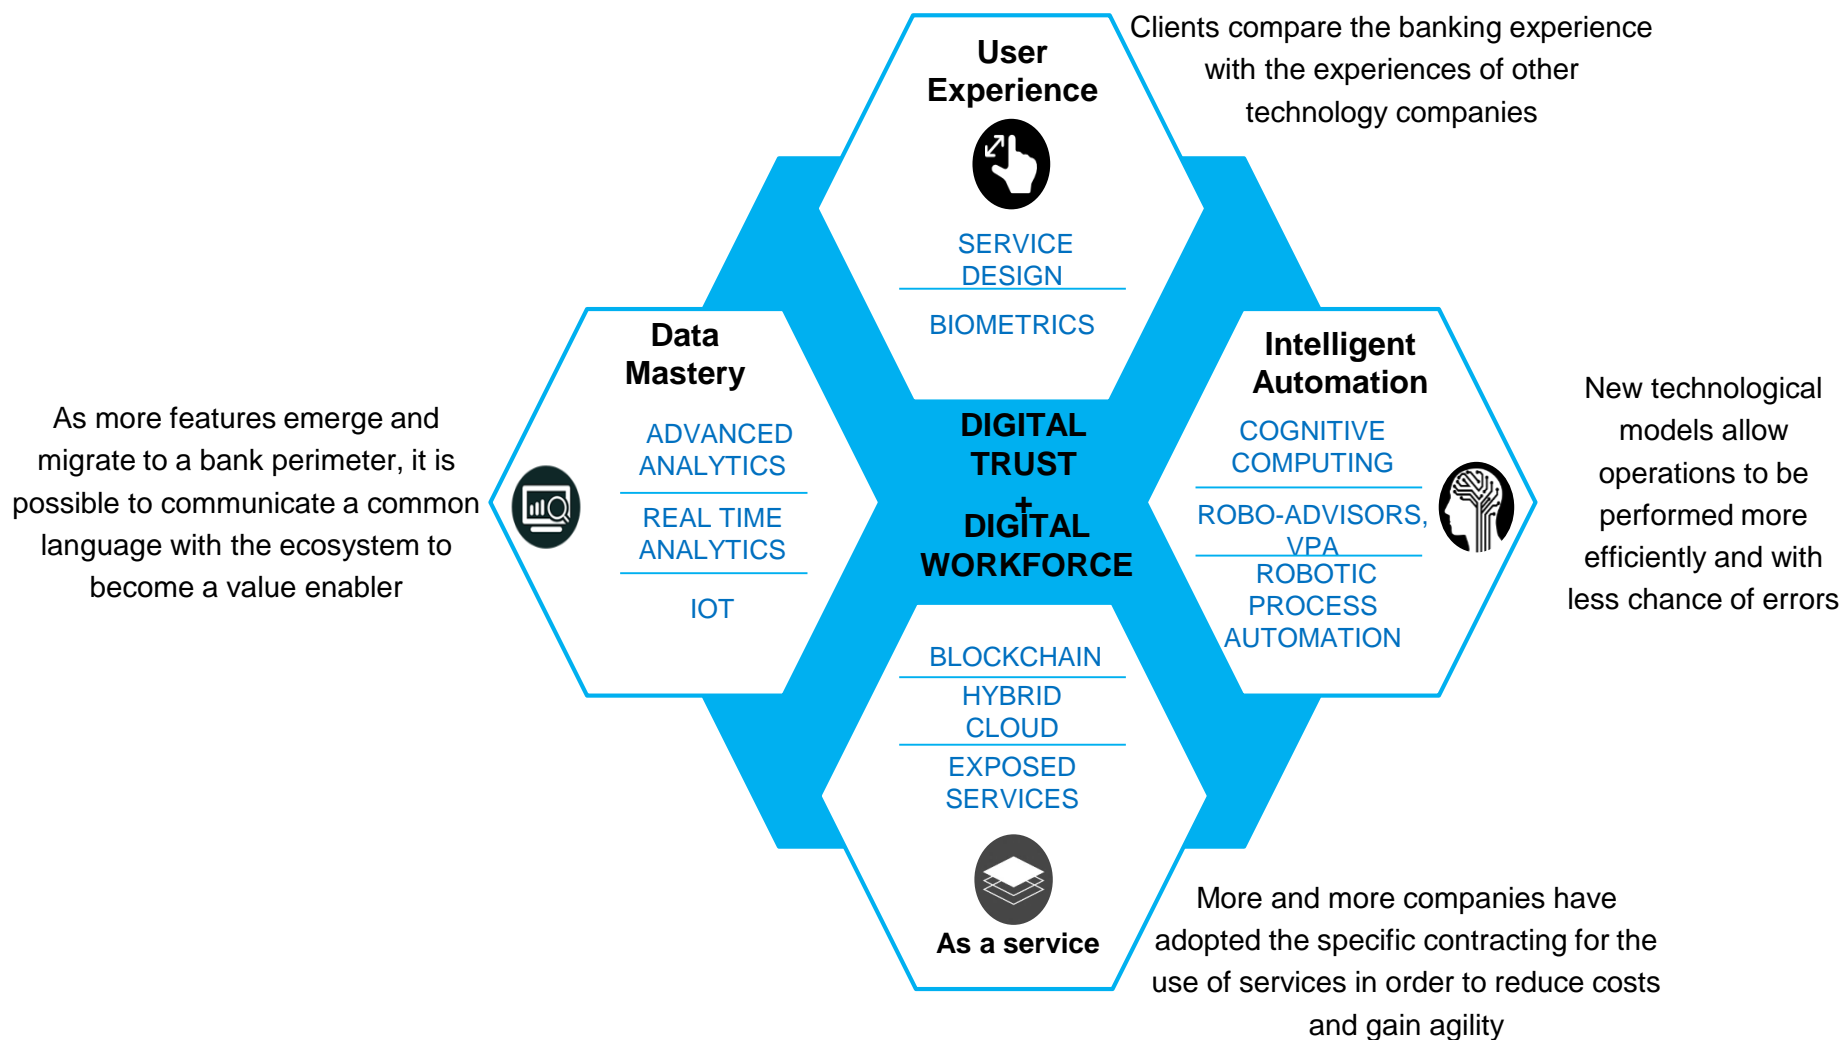 Clients compare the banking experience
with the experiences of other
technology companies
User
Experience
SERVICE
DESIGN
BIOMETRICS
Data
Mastery
ADVANCED
ANALYTICS
REAL TIME
ANALYTICS
IOT
As more features emerge and
migrate to a bank perimeter, it is
possible to communicate a common
language with the ecosystem to
become a value enabler
DIGITAL
TRUST
+
DIGITAL
WORKFORCE
Intelligent
Automation
COGNITIVE
COMPUTING
ROBO-ADVISORS,
VPA
ROBOTIC
PROCESS
AUTOMATION
New technological
models allow
operations to be
performed more
efficiently and with
less chance of errors
BLOCKCHAIN
HYBRID
CLOUD
EXPOSED
SERVICES
As a service
More and more companies have
adopted the specific contracting for the
use of services in order to reduce costs
and gain agility